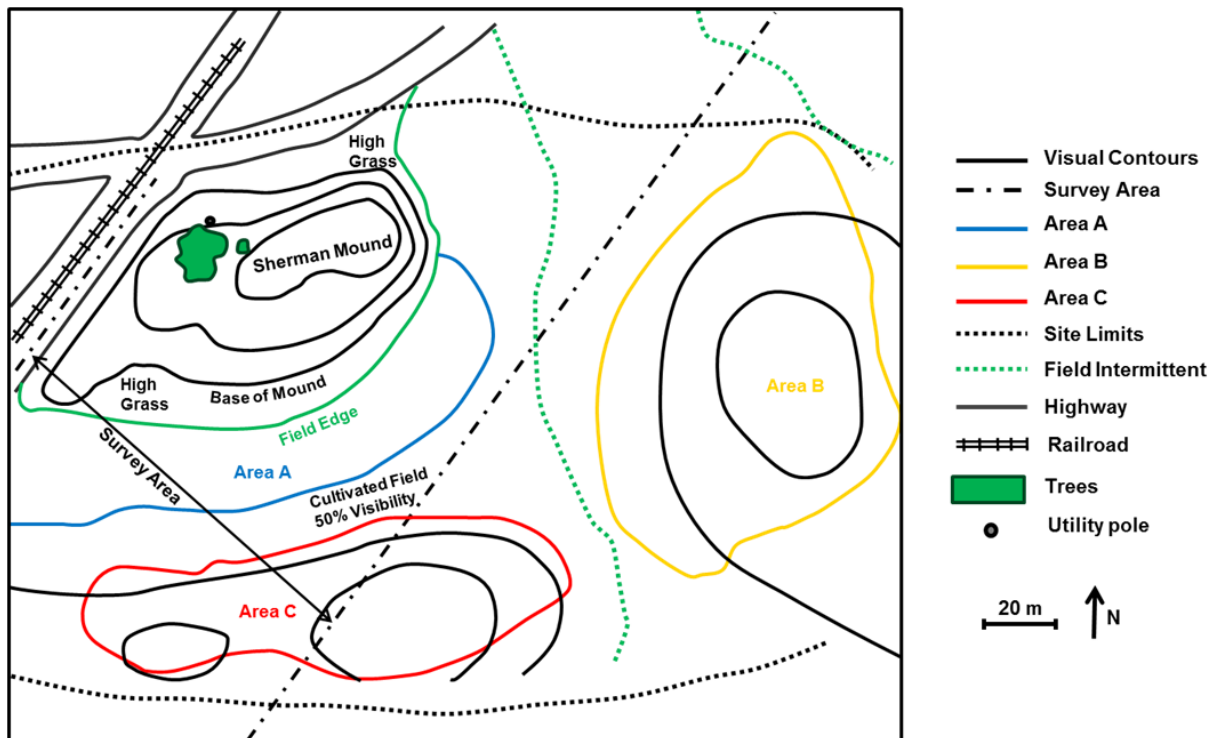 High
Grass
Sherman Mound
High
Grass
Base of Mound
Field Edge
Survey Area
Area A
Cultivated Field
50% Visibility
Area B
Area C
Visual Contours
Survey Area
Area A
Area B
Area C
Site Limits
Field Intermittent
Highway
Railroad
Trees
Utility pole
20 m
N